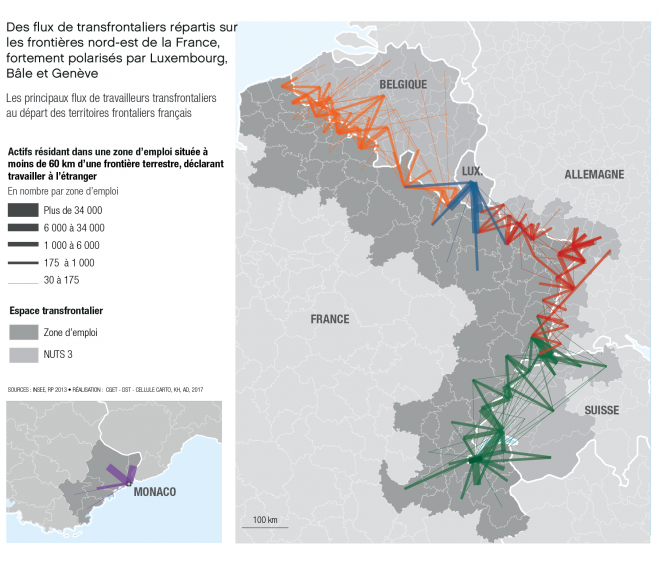 Des flux de transfrontaliers répartis sur
les frontières nord-est de la France,
fortement polarisés par Luxembourg,
Bâle et Genève
Les principaux flux de travailleurs transfrontaliers
au départ des territoires frontaliers français
Actifs résidant dans une zone d'emploi située à
moins de 60 km d'une frontière terrestre, déclarant
travailler à l'étranger
En nombre par zone d'emploi
Plus de 34 000
6 000 à 34 000
1 000 à 6 000
175 à 1 000
30 à 175
Espace transfrontalier
Zone d'emploi
NUTS 3
SOURCES : INSEE, RP 2013 • RÉALISATION : CGET - DST - CELLULE CARTO, KH, AD, 2017
MONACO
BELGIQUE
LUX.
ALLEMAGNE
FRANCE
SUISSE
100 km